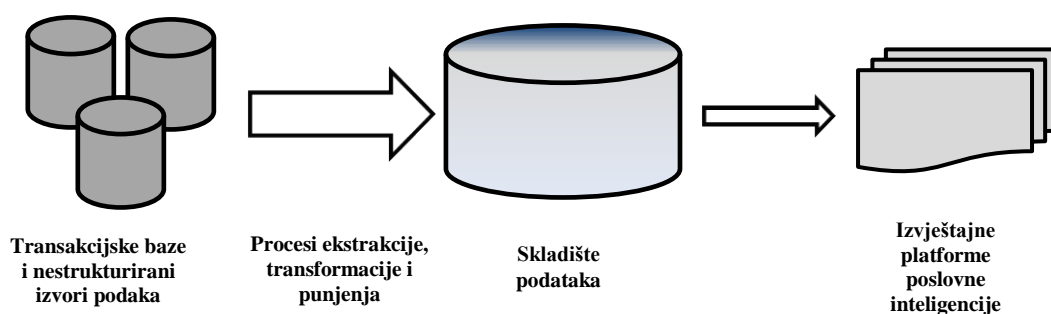 Transakcijske baze
i nestrukturirani
izvori podaka
Procesi ekstrakcije,
transformacije i
punjenja
Skladište
podataka
Izvještajne
platforme
poslovne
inteligencije